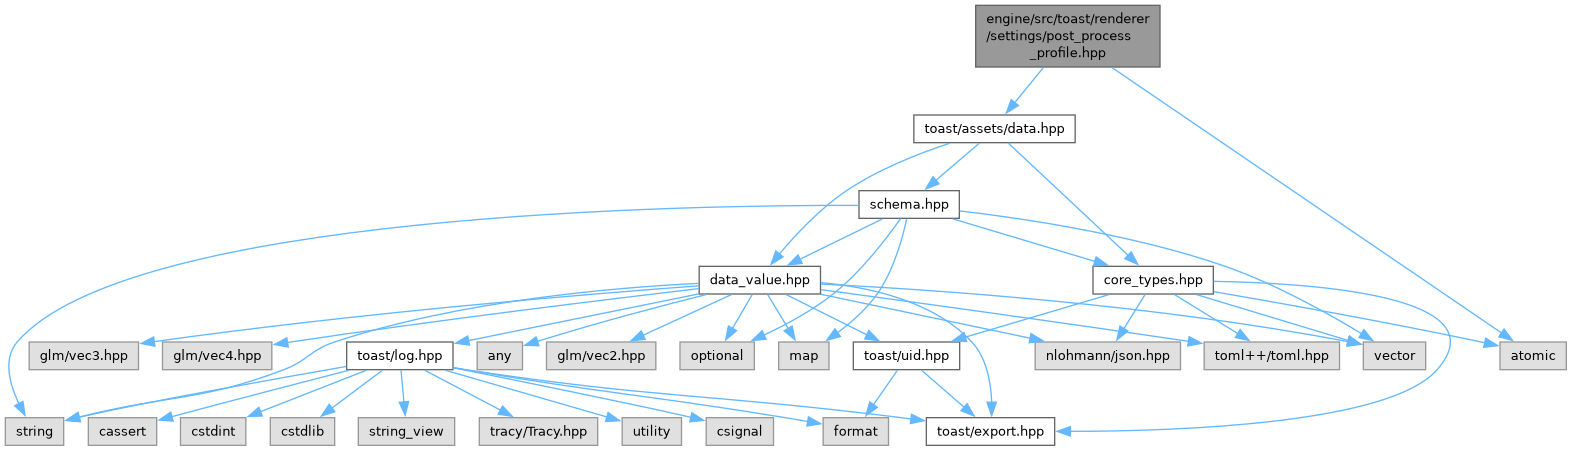 engine/src/toast/renderer
/settings/post_process
_profile.hpp
toast/assets/data.hpp
schema.hpp
data_value.hpp
core_types.hpp
glm/vec3.hpp
glm/vec4.hpp
toast/log.hpp
any
glm/vec2.hpp
optional
map
toast/uid.hpp
nlohmann/json.hpp
toml++/toml.hpp
vector
atomic
string
cassert
cstdint
cstdlib
string_view
tracy/Tracy.hpp
utility
csignal
format
toast/export.hpp